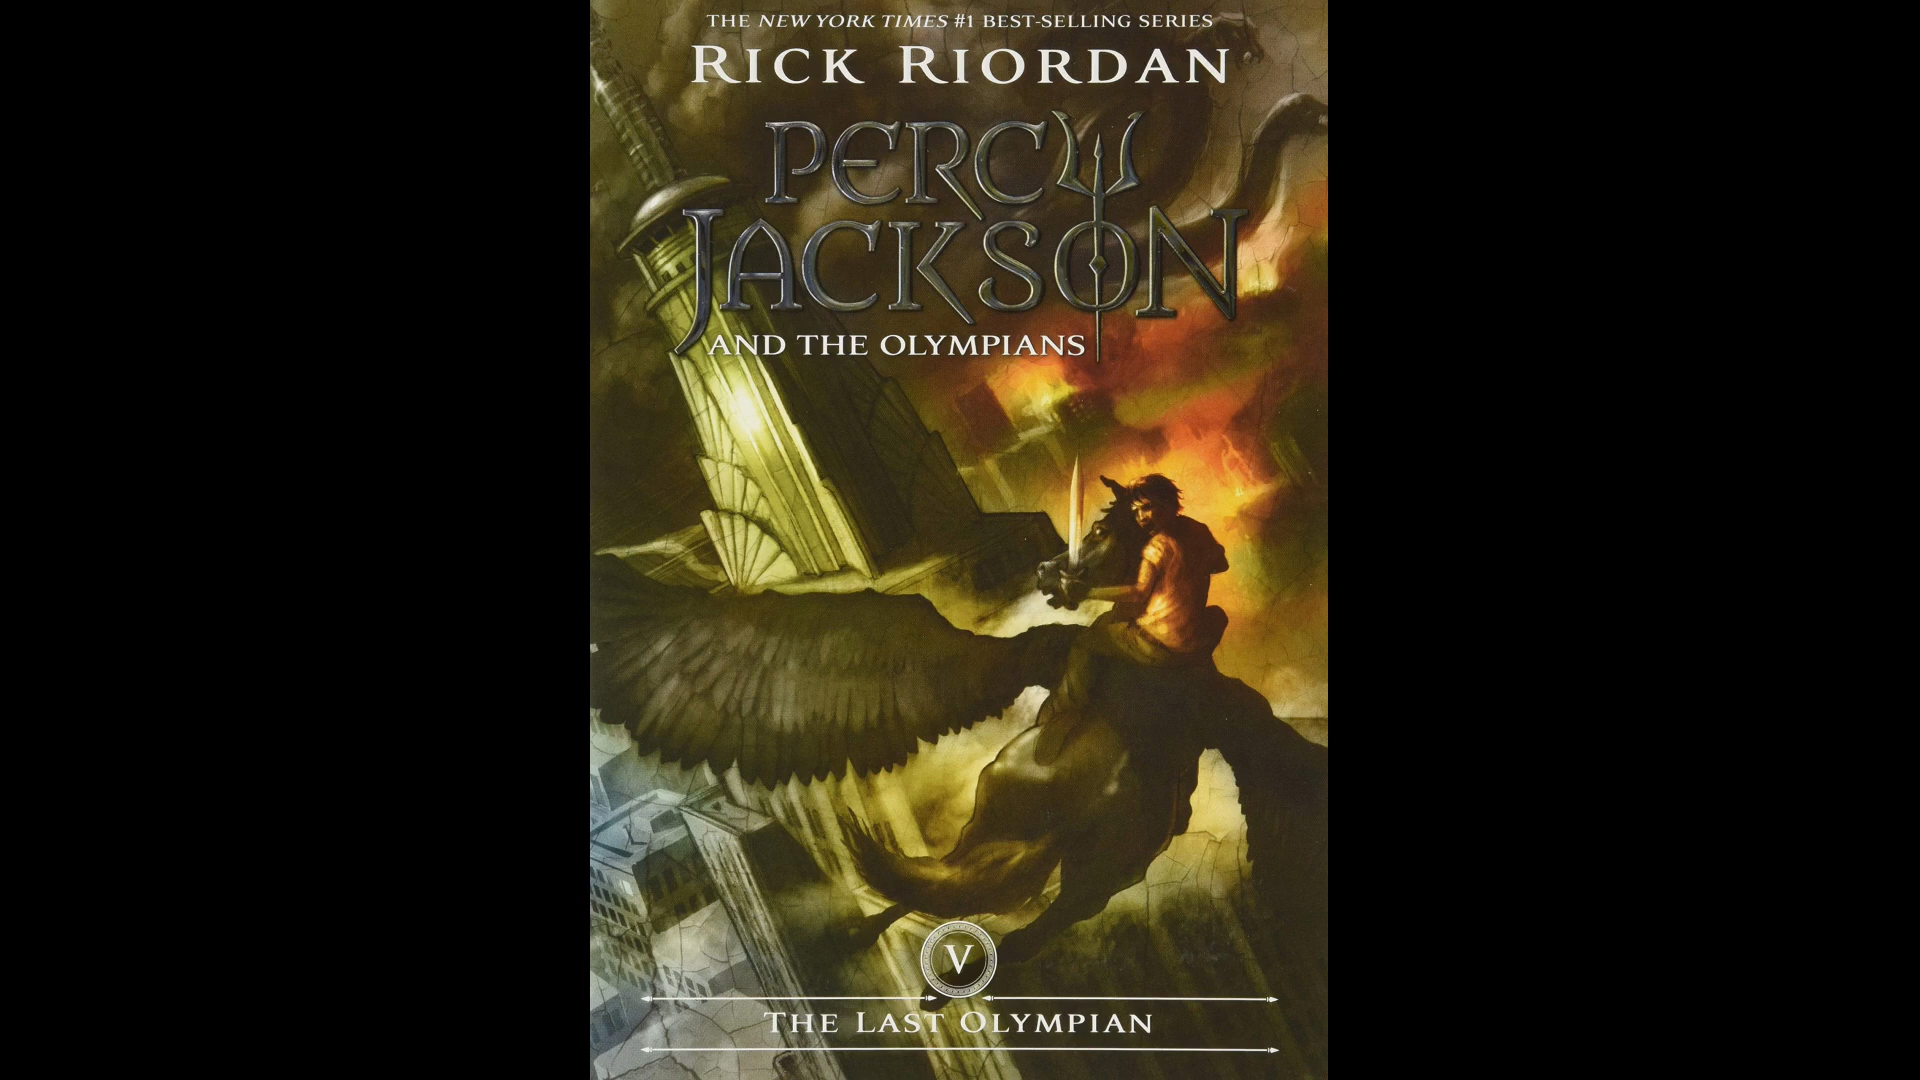 THE NEW YORK TIMES #1 BEST-SELLING SERIES
RICK RIORDAN
PERCY
JACKSON
AND THE OLYMPIANS
V
THE LAST OLYMPIAN